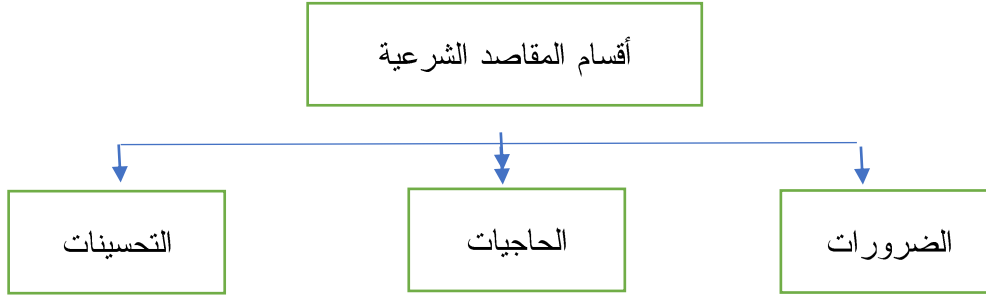 أقسام المقاصد الشرعية
الضرورات
الحاجيات
التحسينات